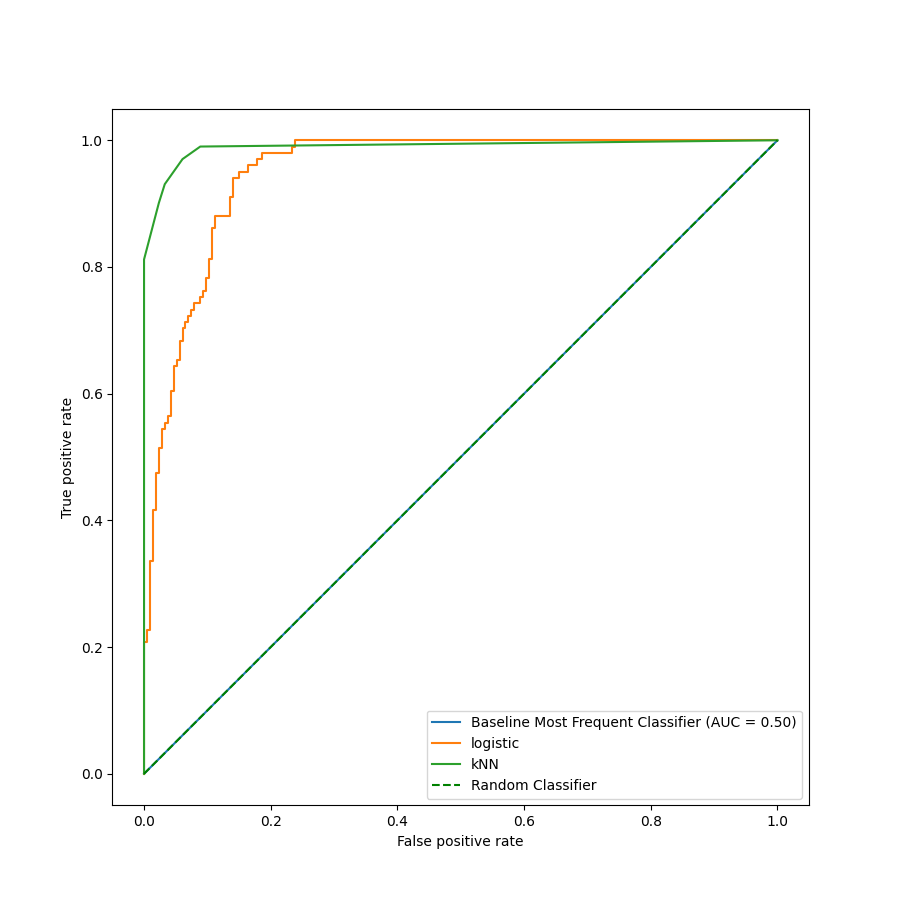 1.0
0.8
0.6
0.4
0.2
0.0
True positive rate
Baseline Most Frequent Classifier (AUC = 0.50)
logistic
kNN
Random Classifier
0.0 0.2 0.4 0.6 0.8 1.0
False positive rate